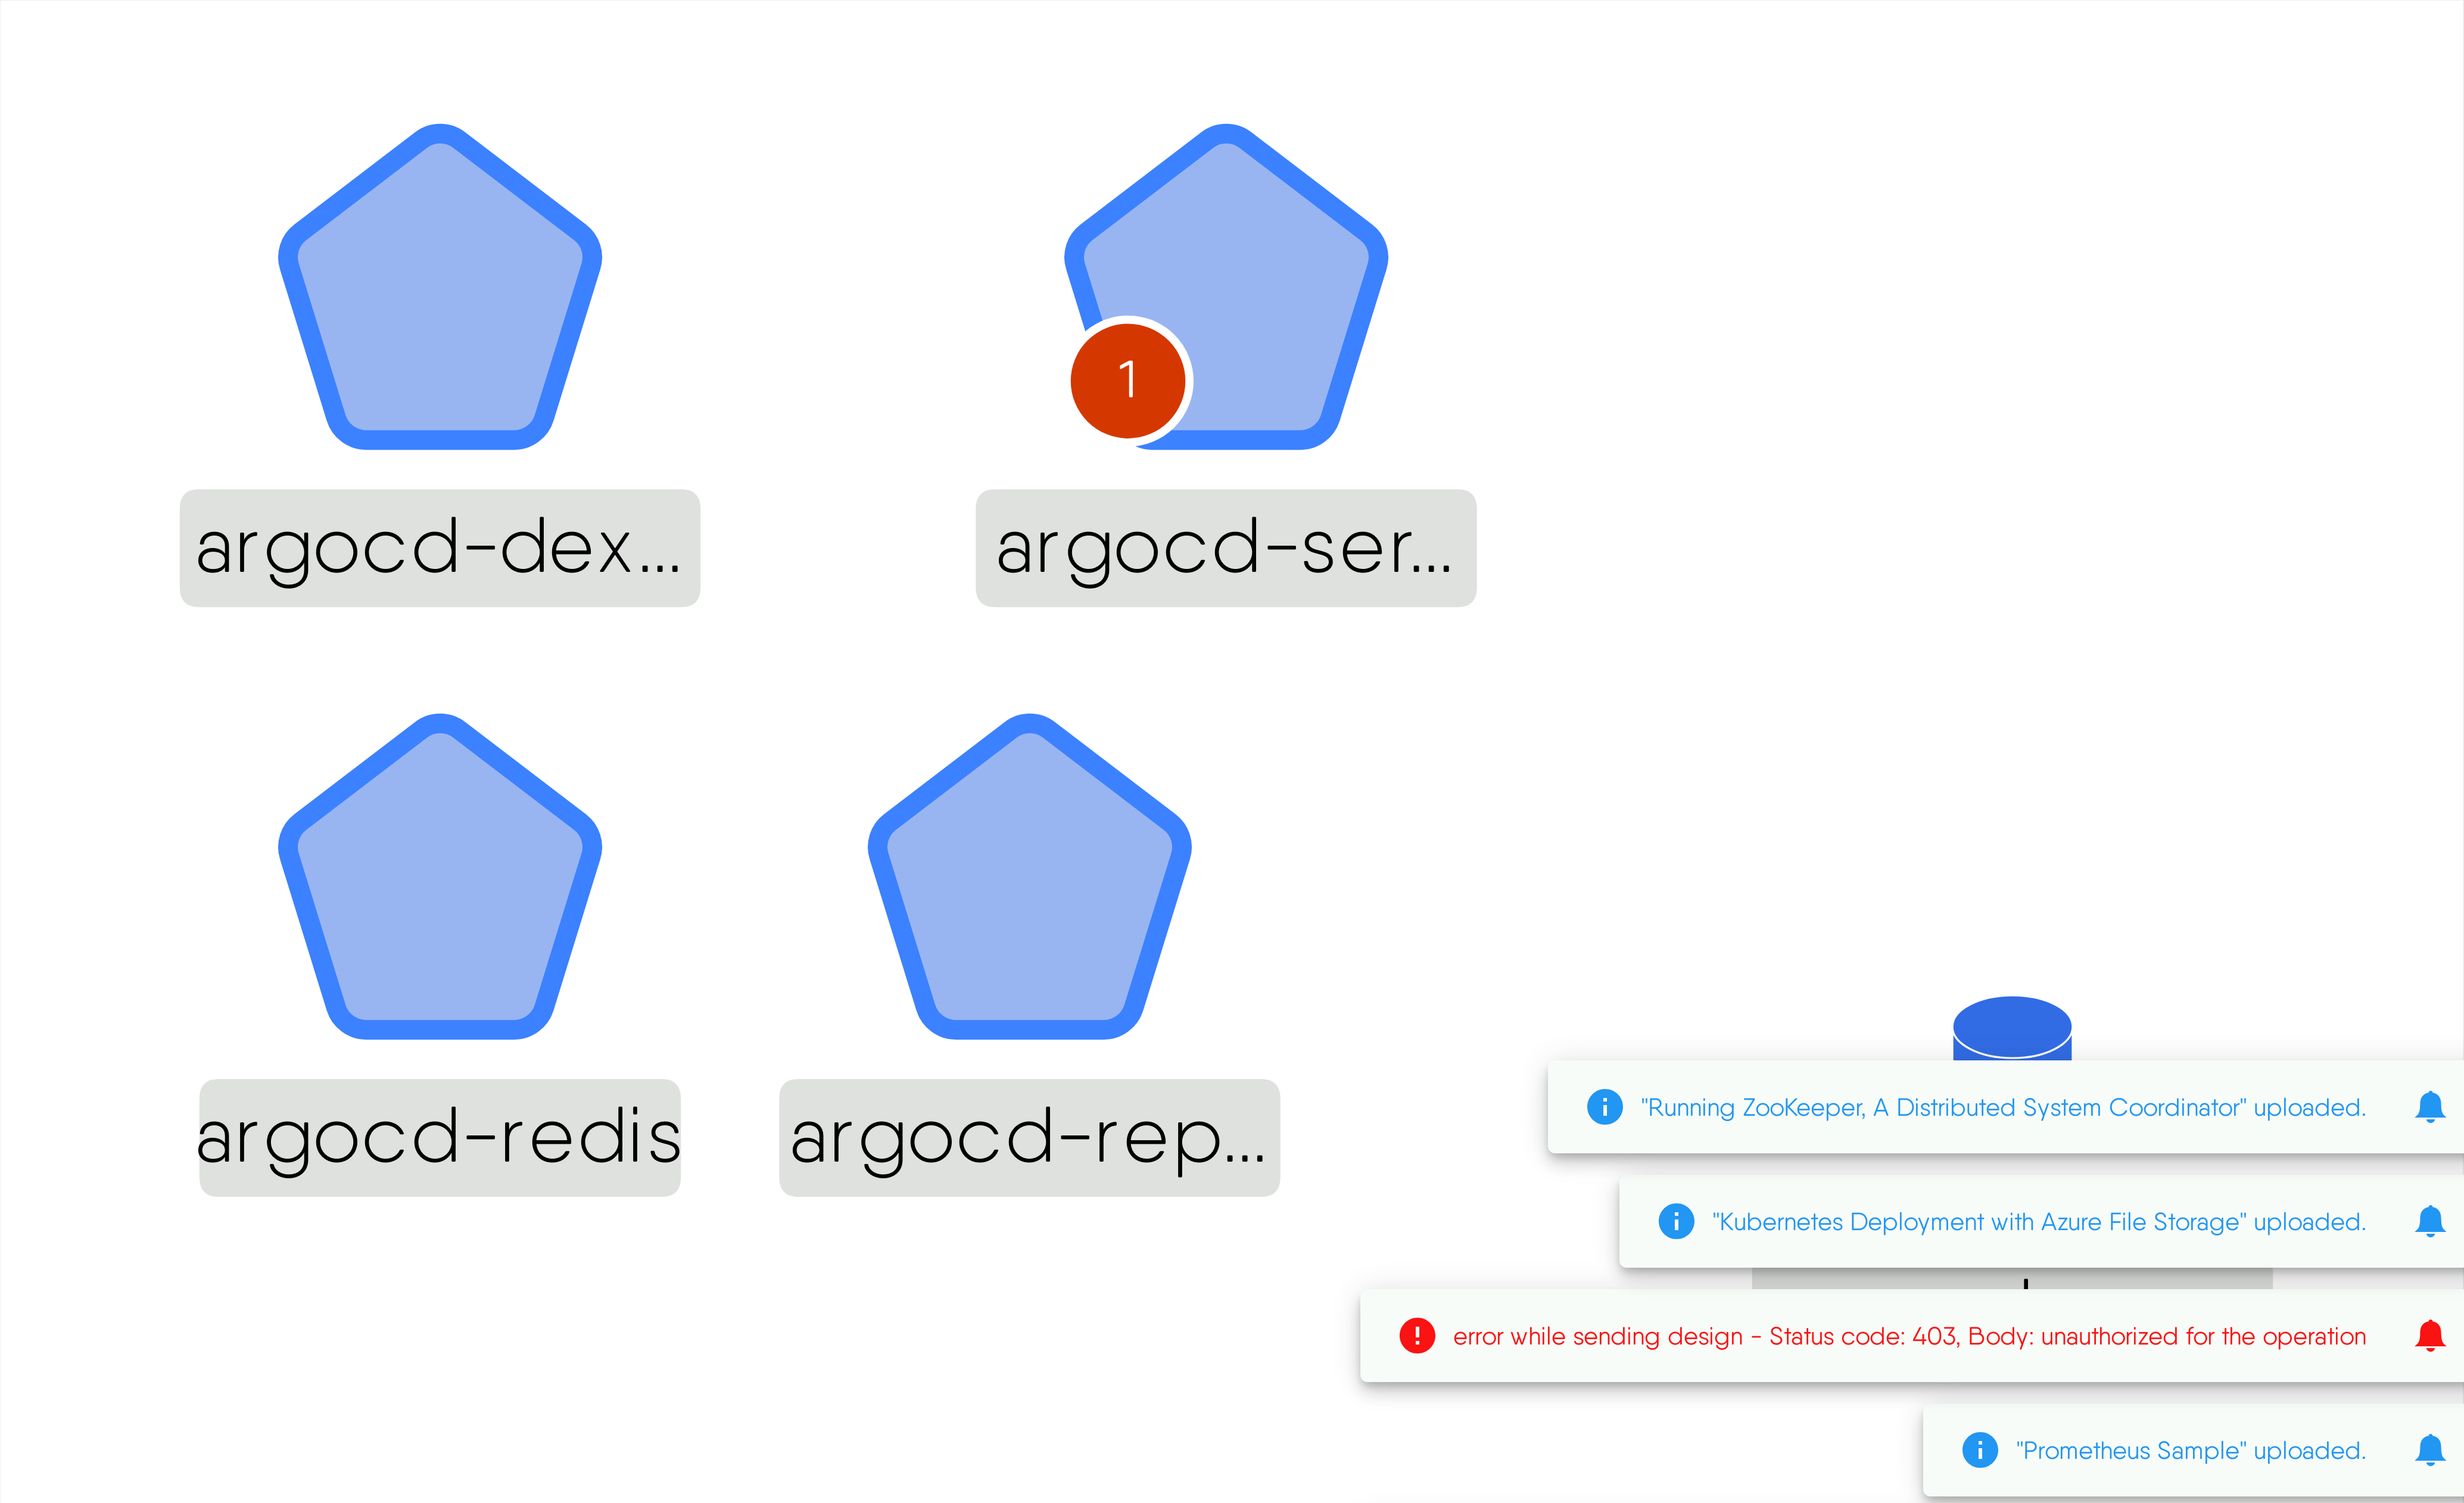 1
argocd-dex...
argocd-ser...
argocd-redis
argocd-rep...
"Running ZooKeeper, A Distributed System Coordinator" uploaded.
"Kubernetes Deployment with Azure File Storage" uploaded.
error while sending design - Status code: 403, Body: unauthorized for the operation
"Prometheus Sample" uploaded.